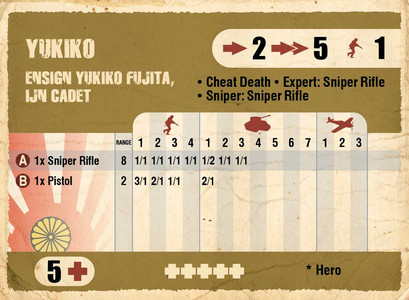 YUKIKO
2 5 1
ENSIGN YUKIKO FUJITA,
IJN CADET
• Cheat Death • Expert: Sniper Rifle
• Sniper: Sniper Rifle
RANGE 1 2 3 4 1 2 3 4 5 6 7 1 2 3
A 1x Sniper Rifle 8 1/1 1/1 1/1 1/1 1/2 1/1 1/1
B 1x Pistol 2 3/1 2/1 1/1 2/1
5
* Hero